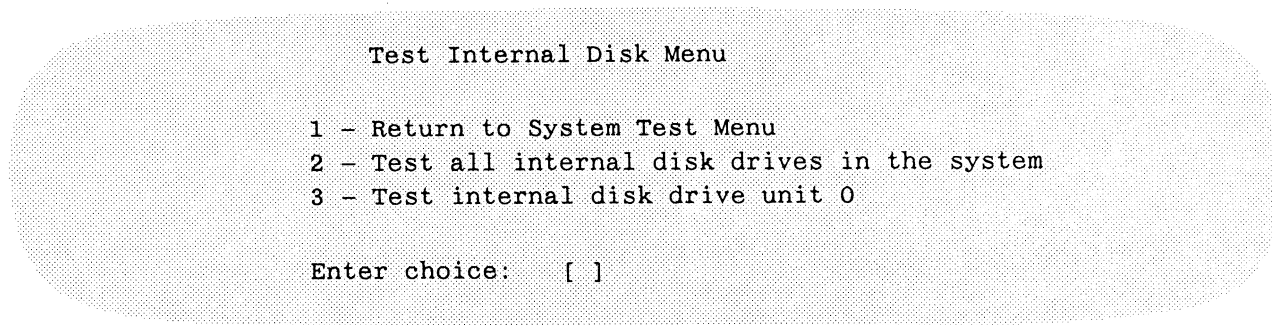 Test Internal Disk Menu
1 – Return to System Test Menu
2 – Test all internal disk drives in the system
3 – Test internal disk drive unit 0
Enter choice: [ ]